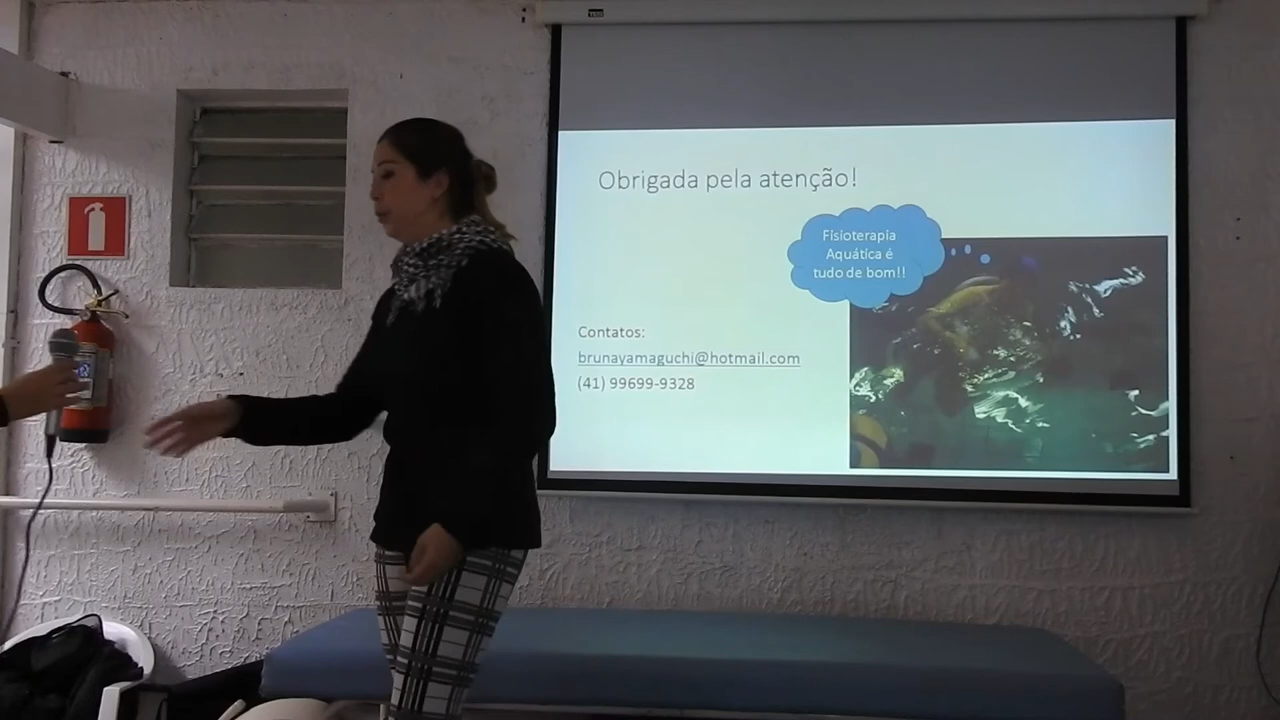 Obrigada pela atenção!
Fisioterapia
Aquática é
tudo de bom!!
Contatos:
brunayamaguchi@hotmail.com
(41) 99699-9328